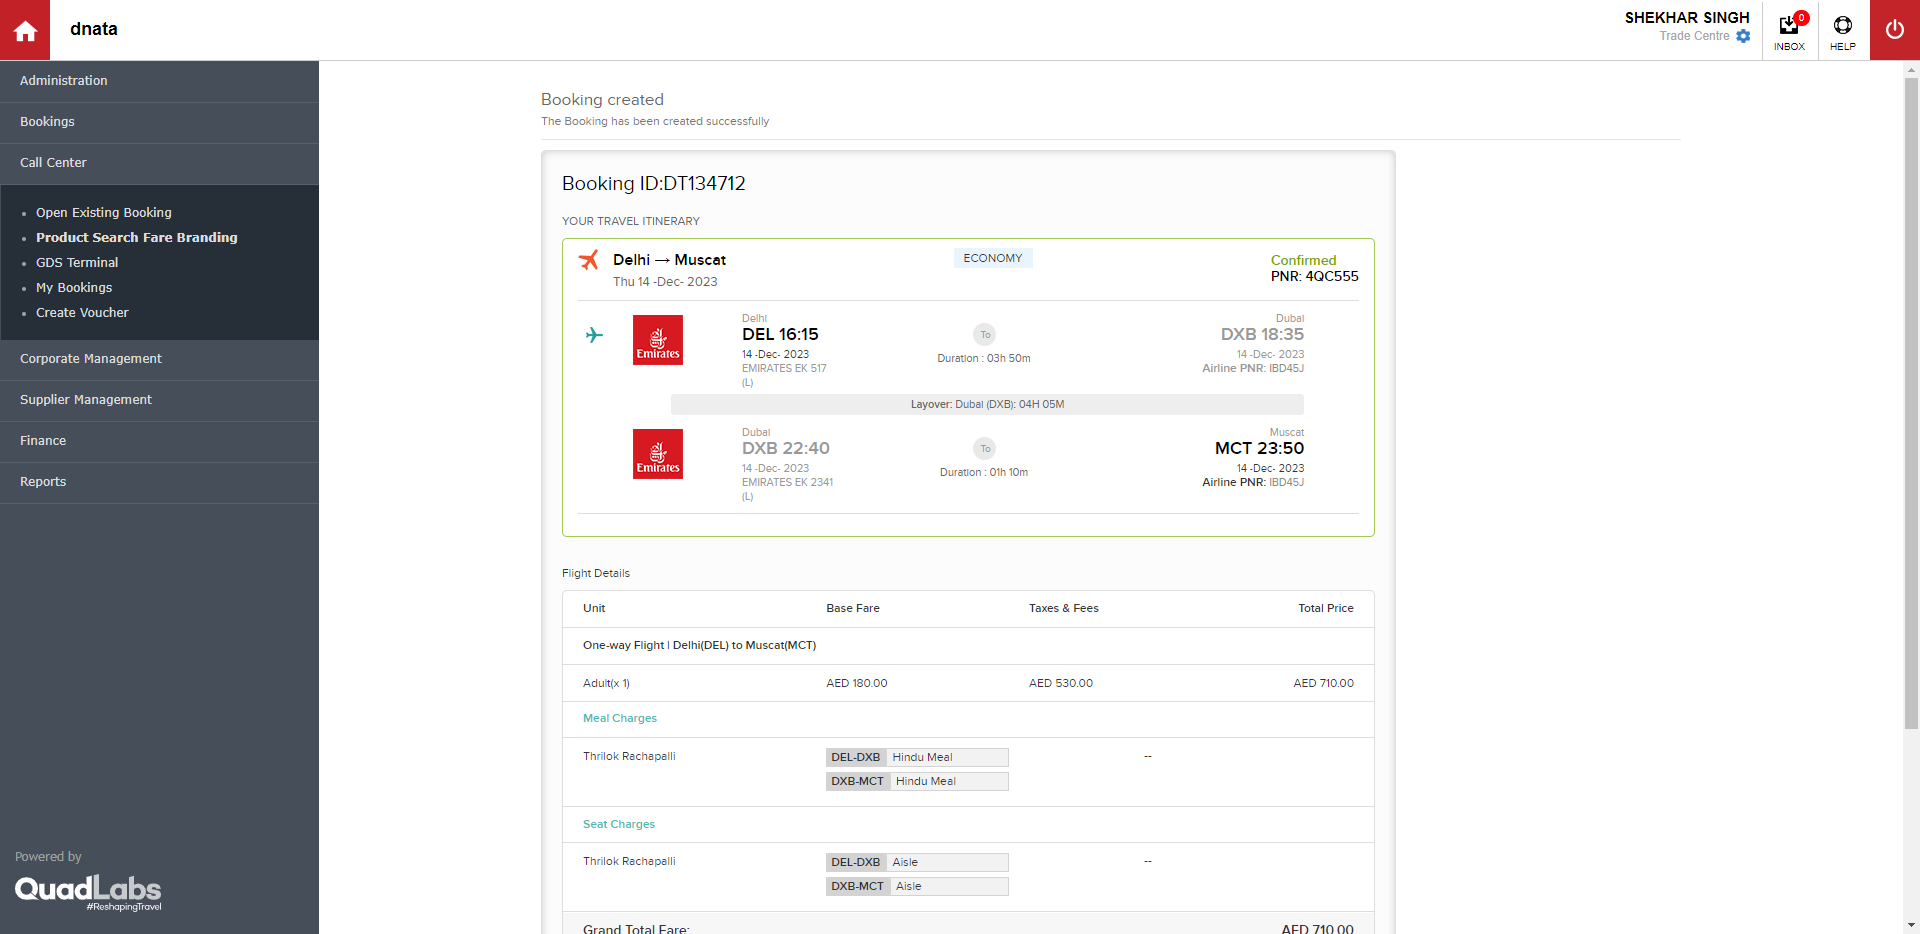 dnata
SHEKHAR SINGH
Trade Centre
0
INBOX
HELP
Administration
Bookings
Call Center
Open Existing Booking
Product Search Fare Branding
GDS Terminal
My Bookings
Create Voucher
Corporate Management
Supplier Management
Finance
Reports
Powered by
QuadLabs
#ReshapingTravel
Booking created
The Booking has been created successfully
Booking ID:DT134712
YOUR TRAVEL ITINERARY
Delhi → Muscat
Thu 14 -Dec- 2023
ECONOMY
Confirmed
PNR: 4QC555
Emirates
Delhi
DEL 16:15
14 -Dec- 2023
EMIRATES EK 517
(L)
To
Duration : 03h 50m
Dubai
DXB 18:35
14 -Dec- 2023
Airline PNR: IBD45J
Layover: Dubai (DXB): 04H 05M
Emirates
Dubai
DXB 22:40
14 -Dec- 2023
EMIRATES EK 2341
(L)
To
Duration : 01h 10m
Muscat
MCT 23:50
14 -Dec- 2023
Airline PNR: IBD45J
Flight Details
Unit Base Fare Taxes & Fees Total Price
One-way Flight | Delhi(DEL) to Muscat(MCT)
Adult(x 1) AED 180.00 AED 530.00 AED 710.00
Meal Charges
Thrilok Rachapalli DEL-DXB Hindu Meal --
DXB-MCT Hindu Meal
Seat Charges
Thrilok Rachapalli DEL-DXB Aisle --
DXB-MCT Aisle
Grand Total Fare: AED 710.00